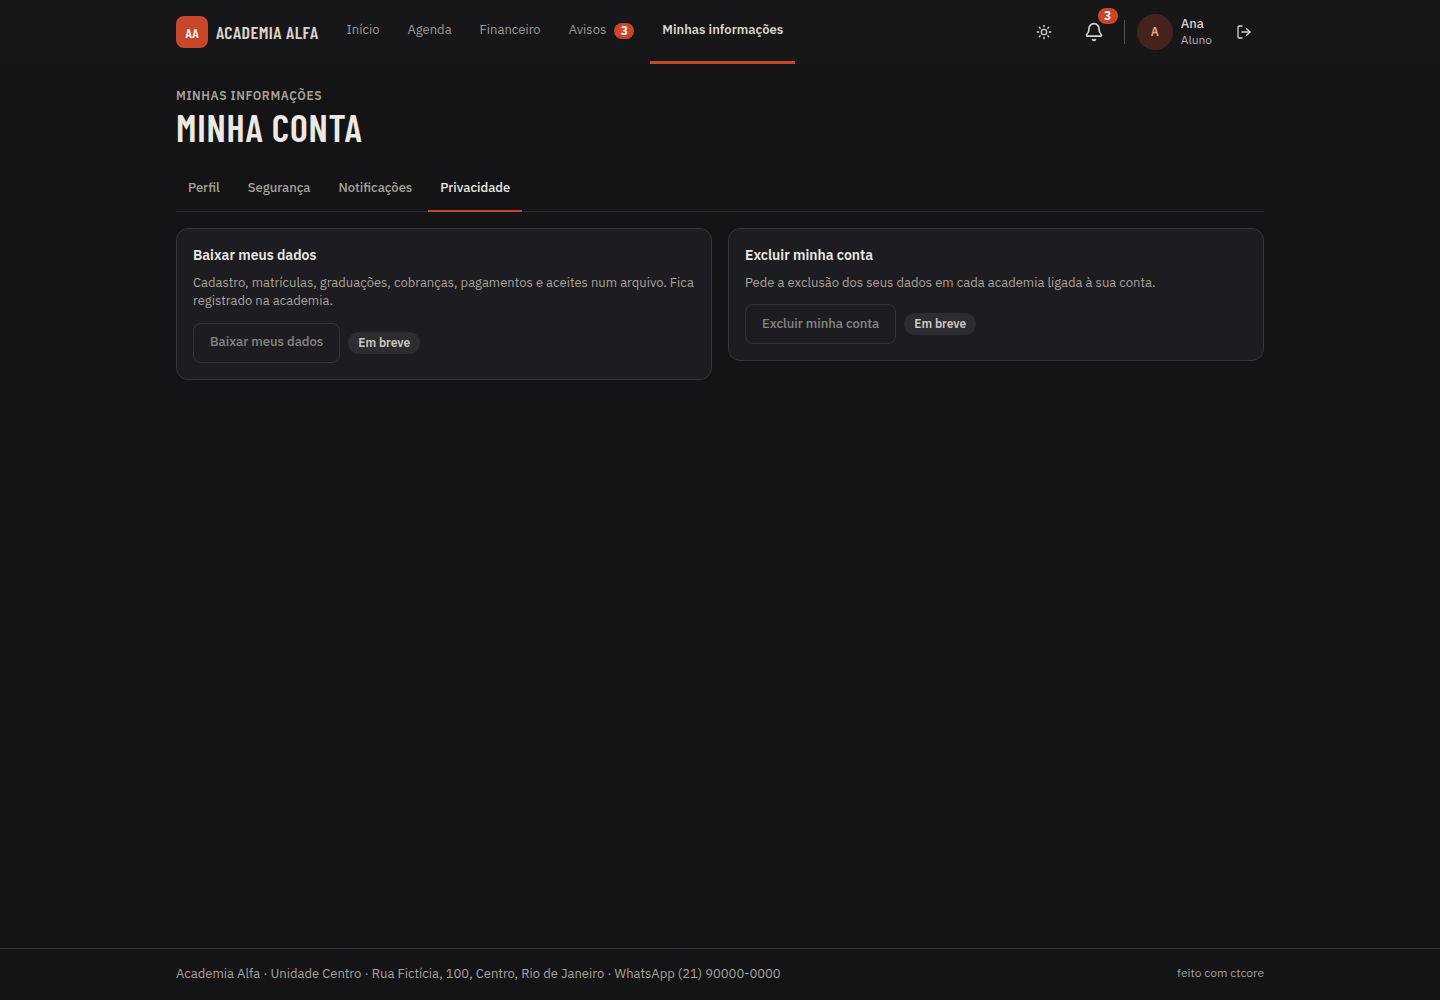 AA ACADEMIA ALFA Início Agenda Financeiro Avisos 3 Minhas informações 3 A Ana
Aluno
MINHAS INFORMAÇÕES
MINHA CONTA
Perfil Segurança Notificações Privacidade
Baixar meus dados
Cadastro, matrículas, graduações, cobranças, pagamentos e aceites num arquivo. Fica
registrado na academia.
Baixar meus dados Em breve
Excluir minha conta
Pede a exclusão dos seus dados em cada academia ligada à sua conta.
Excluir minha conta Em breve
Academia Alfa · Unidade Centro · Rua Fictícia, 100, Centro, Rio de Janeiro · WhatsApp (21) 90000-0000 feito com ctcore